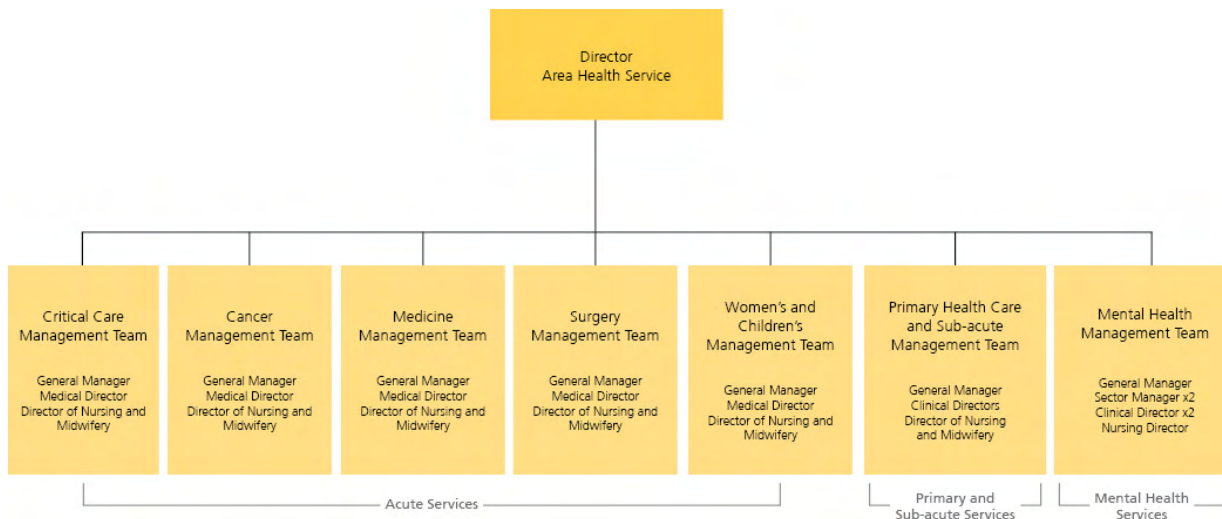 Director
Area Health Service
Critical Care
Management Team
General Manager
Medical Director
Director of Nursing and
Midwifery
Cancer
Management Team
General Manager
Medical Director
Director of Nursing and
Midwifery
Medicine
Management Team
General Manager
Medical Director
Director of Nursing and
Midwifery
Surgery
Management Team
General Manager
Medical Director
Director of Nursing and
Midwifery
Women's and
Children's
Management Team
General Manager
Medical Director
Director of Nursing and
Midwifery
Primary Health Care
and Sub-acute
Management Team
General Manager
Clinical Directors
Director of Nursing
and Midwifery
Mental Health
Management Team
General Manager
Sector Manager x2
Clinical Director x2
Nursing Director
Acute Services
Primary and
Sub-acute Services
Mental Health
Services